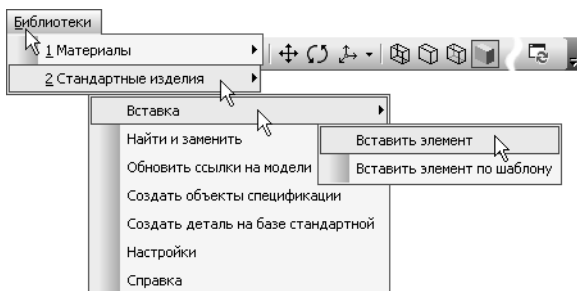 Библиотеки
1 Материалы
2 Стандартные изделия
Вставка
Найти и заменить
Вставить элемент
Обновить ссылки на модели
Вставить элемент по шаблону
Создать объекты спецификации
Создать деталь на базе стандартной
Настройки
Справка